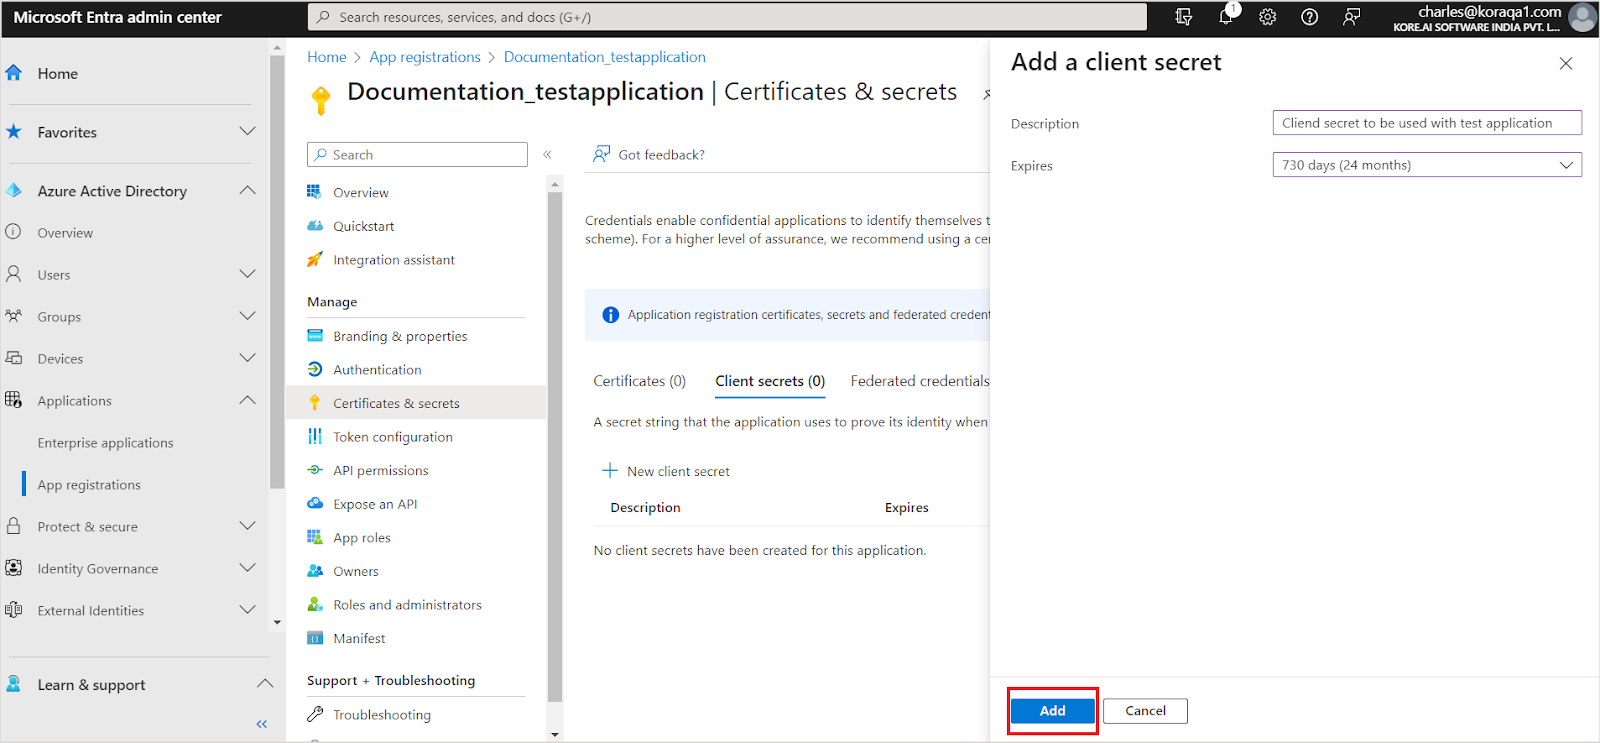 Microsoft Entra admin center
Search resources, services, and docs (G+/)
1
charles@koraqa1.com
KORE.AI SOFTWARE INDIA PVT. L...
Home
Favorites
Azure Active Directory
Overview
Users
Groups
Devices
Applications
Enterprise applications
App registrations
Protect & secure
Identity Governance
External Identities
Learn & support
Home > App registrations > Documentation_testapplication
Documentation_testapplication | Certificates & secrets
Search
Overview
Quickstart
Integration assistant
Manage
Branding & properties
Authentication
Certificates & secrets
Token configuration
API permissions
Expose an API
App roles
Owners
Roles and administrators
Manifest
Support + Troubleshooting
Troubleshooting
Got feedback?
Credentials enable confidential applications to identify themselves
scheme). For a higher level of assurance, we recommend using a
Application registration certificates, secrets and federated
Certificates (0) Client secrets (0) Federated credentials
A secret string that the application uses to prove its identity when
New client secret
Description Expires
No client secrets have been created for this application.
Add a client secret
Description
Cliend secret to be used with test application
Expires
730 days (24 months)
Add Cancel